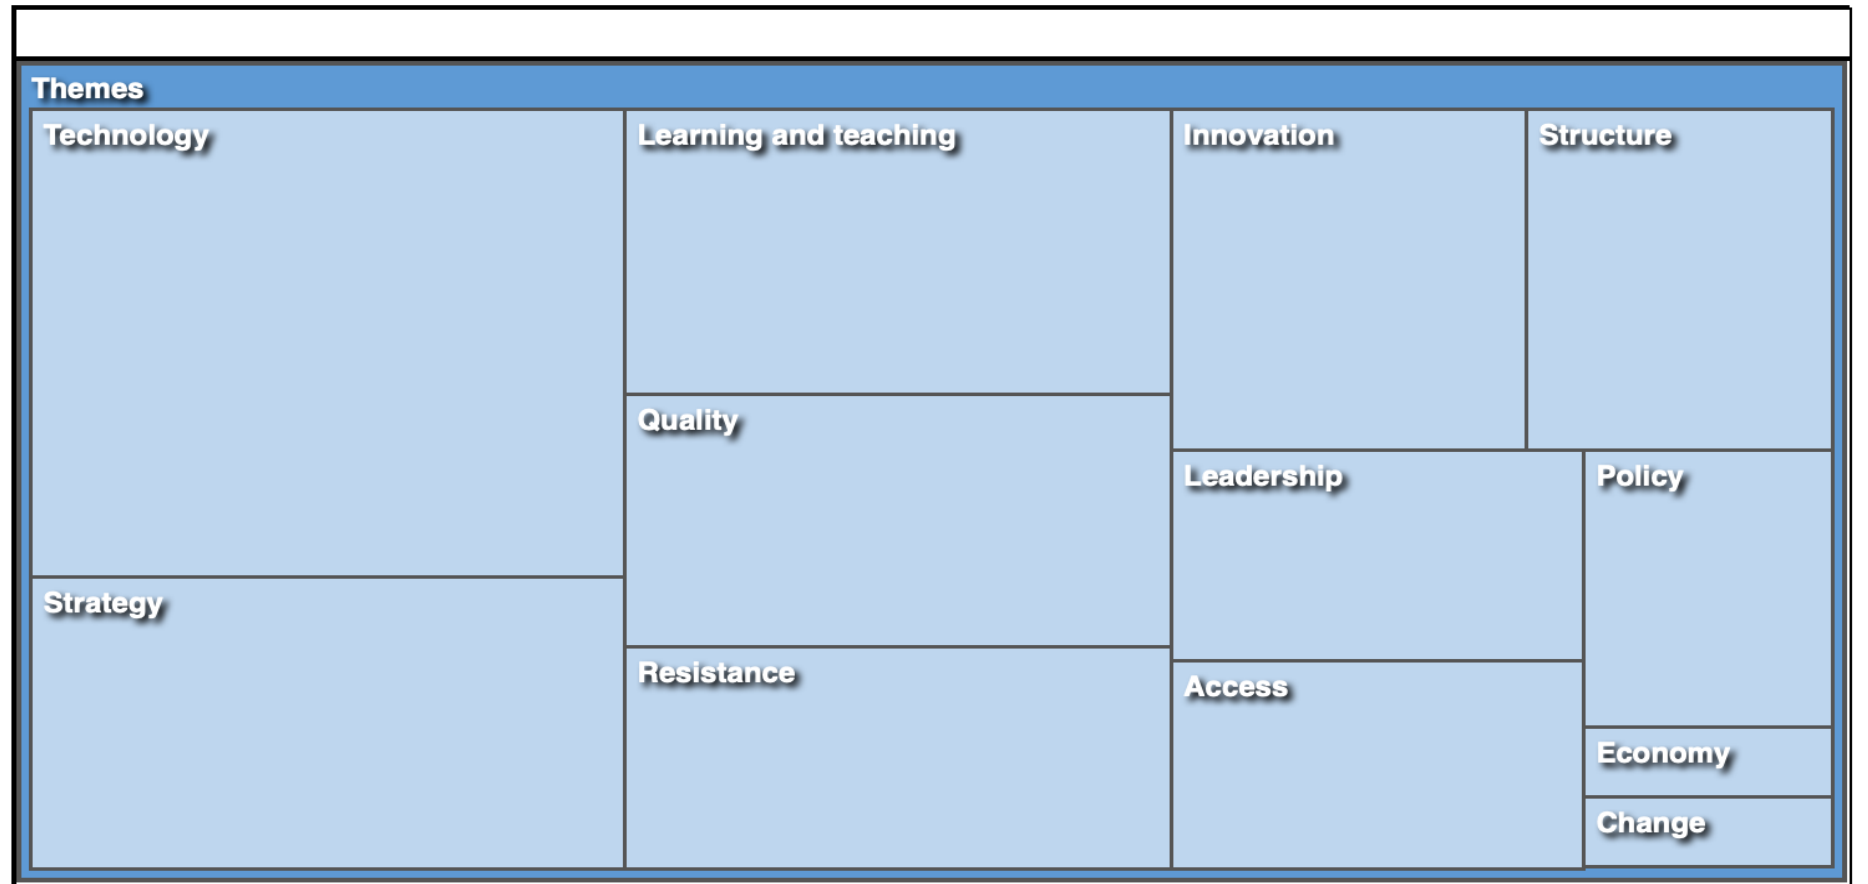 Themes
Technology
Strategy
Learning and teaching
Quality
Resistance
Innovation
Structure
Leadership
Access
Policy
Economy
Change